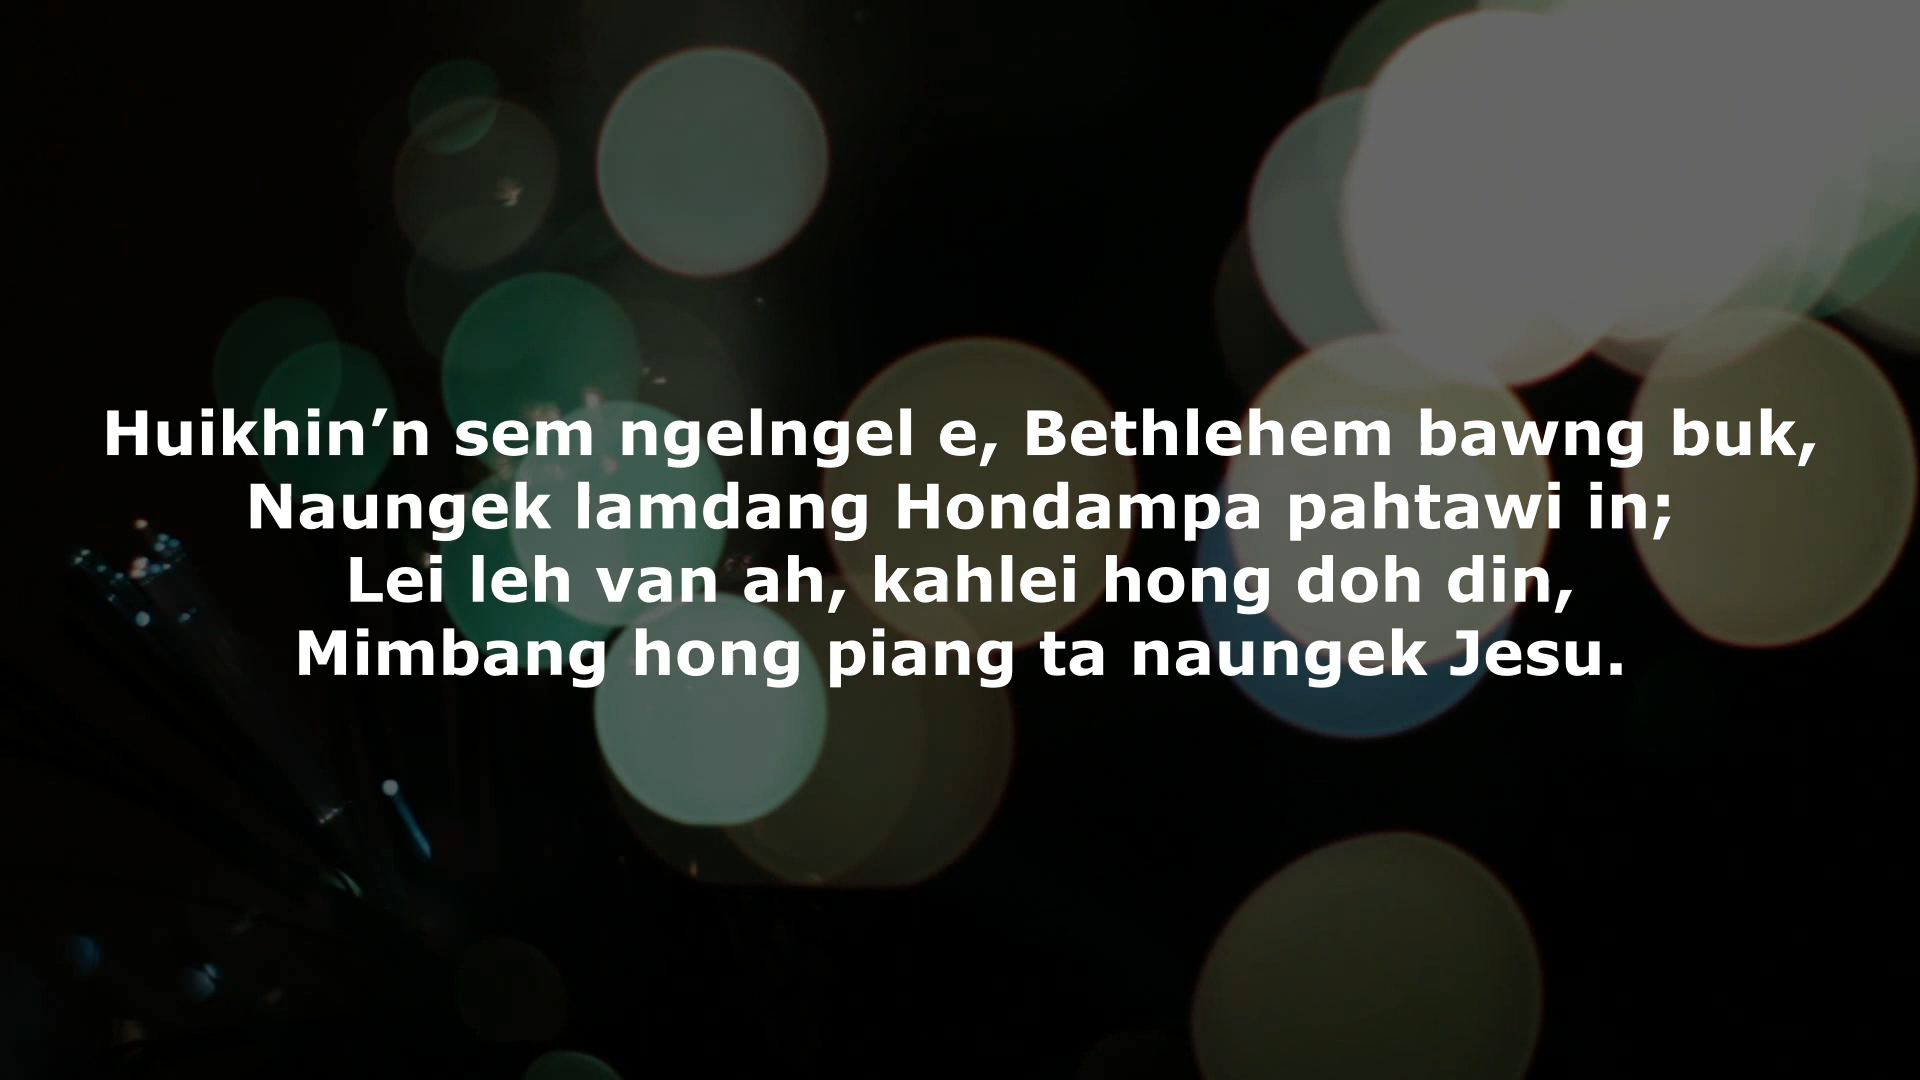 Huikhin’n sem ngelngel e, Bethlehem bawng buk,
Naungek lamdang Hondampa pahtawi in;
Lei leh van ah, kahlei hong doh din,
Mimbang hong piang ta naungek Jesu.